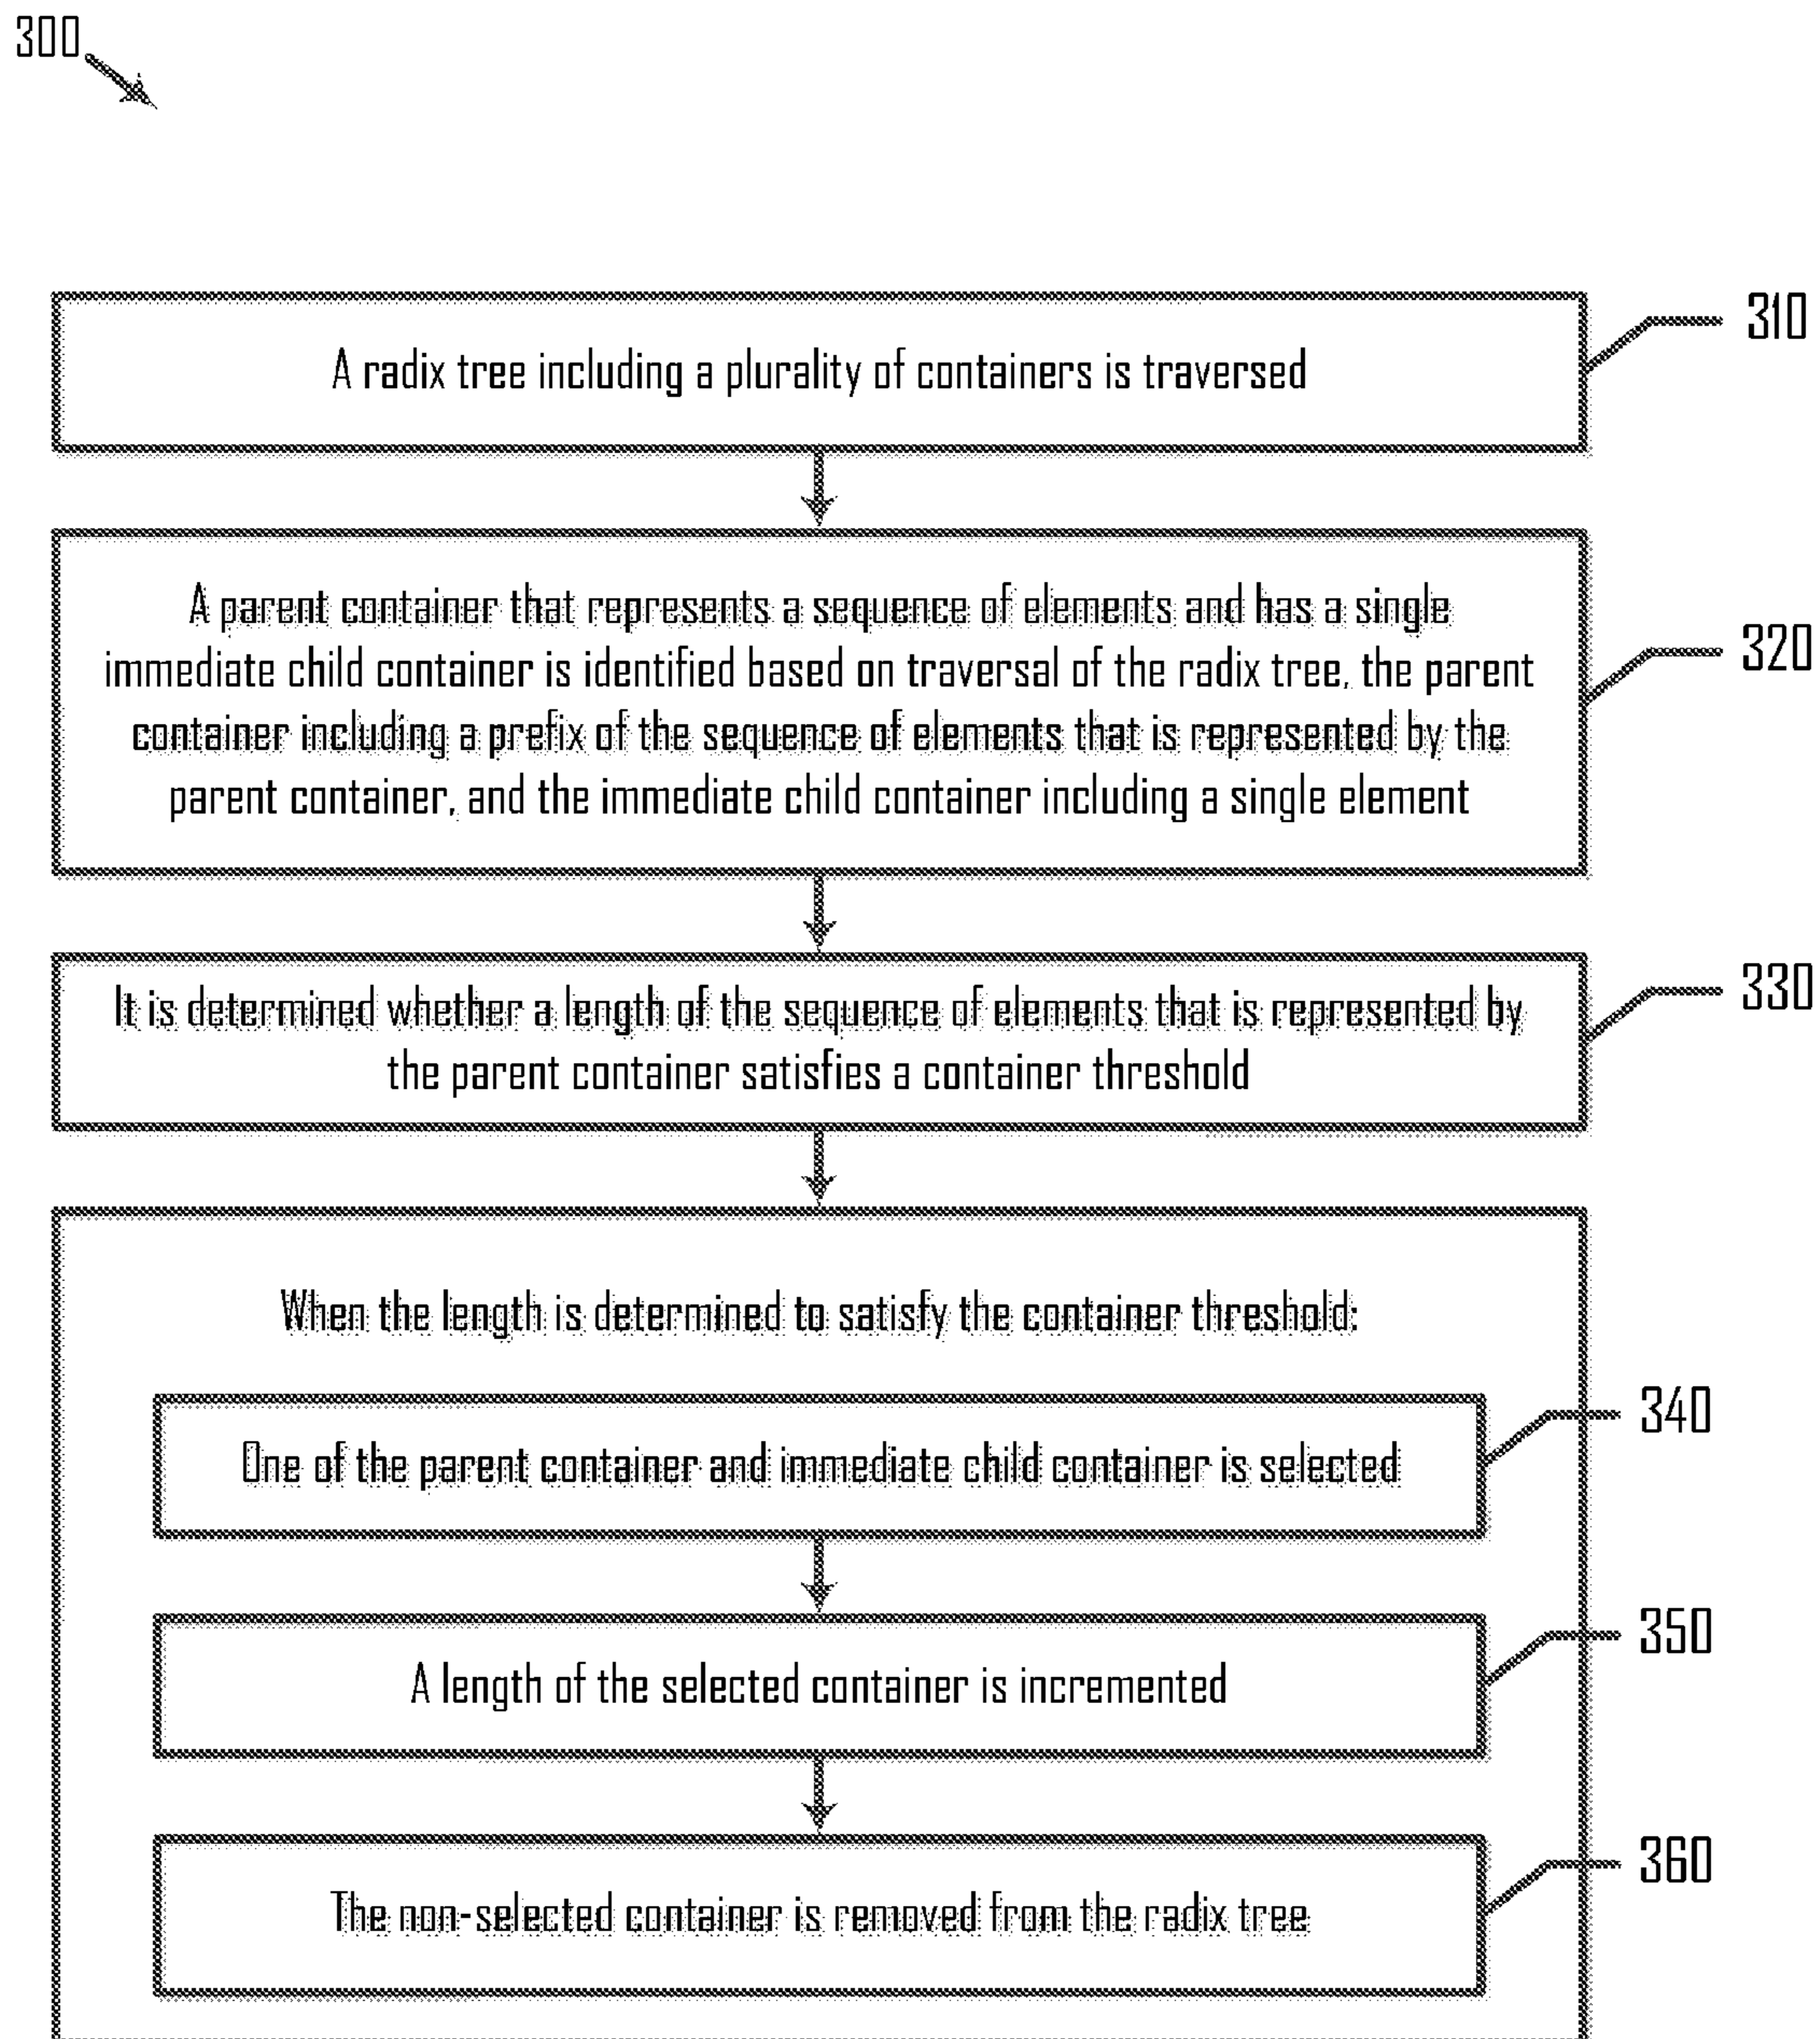 300
A radix tree including a plurality of containers is traversed
310
A parent container that represents a sequence of elements and has a single
immediate child container is identified based on traversal of the radix tree, the parent
container including a prefix of the sequence of elements that is represented by the
parent container, and the immediate child container including a single element
320
It is determined whether a length of the sequence of elements that is represented by
the parent container satisfies a container threshold
330
When the length is determined to satisfy the container threshold:
One of the parent container and immediate child container is selected
340
A length of the selected container is incremented
350
The non-selected container is removed from the radix tree
360